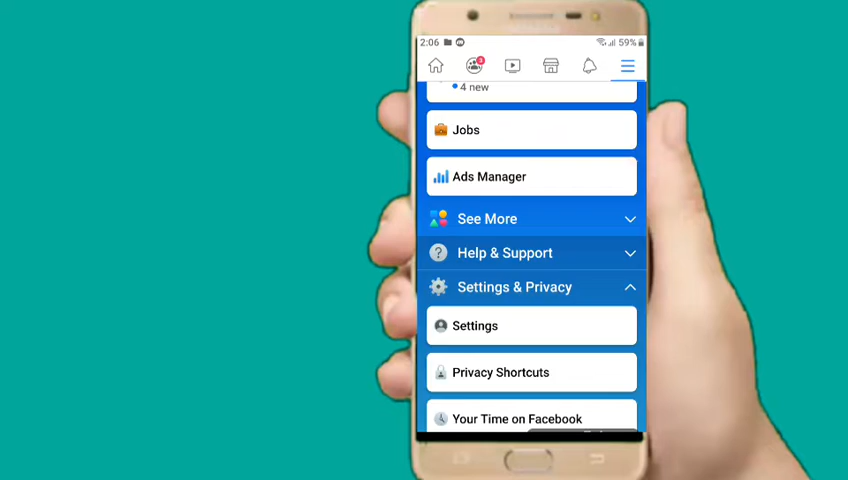 2:06 59%
3
4 new
Jobs
Ads Manager
See More
Help & Support
Settings & Privacy
Settings
Privacy Shortcuts
Your Time on Facebook